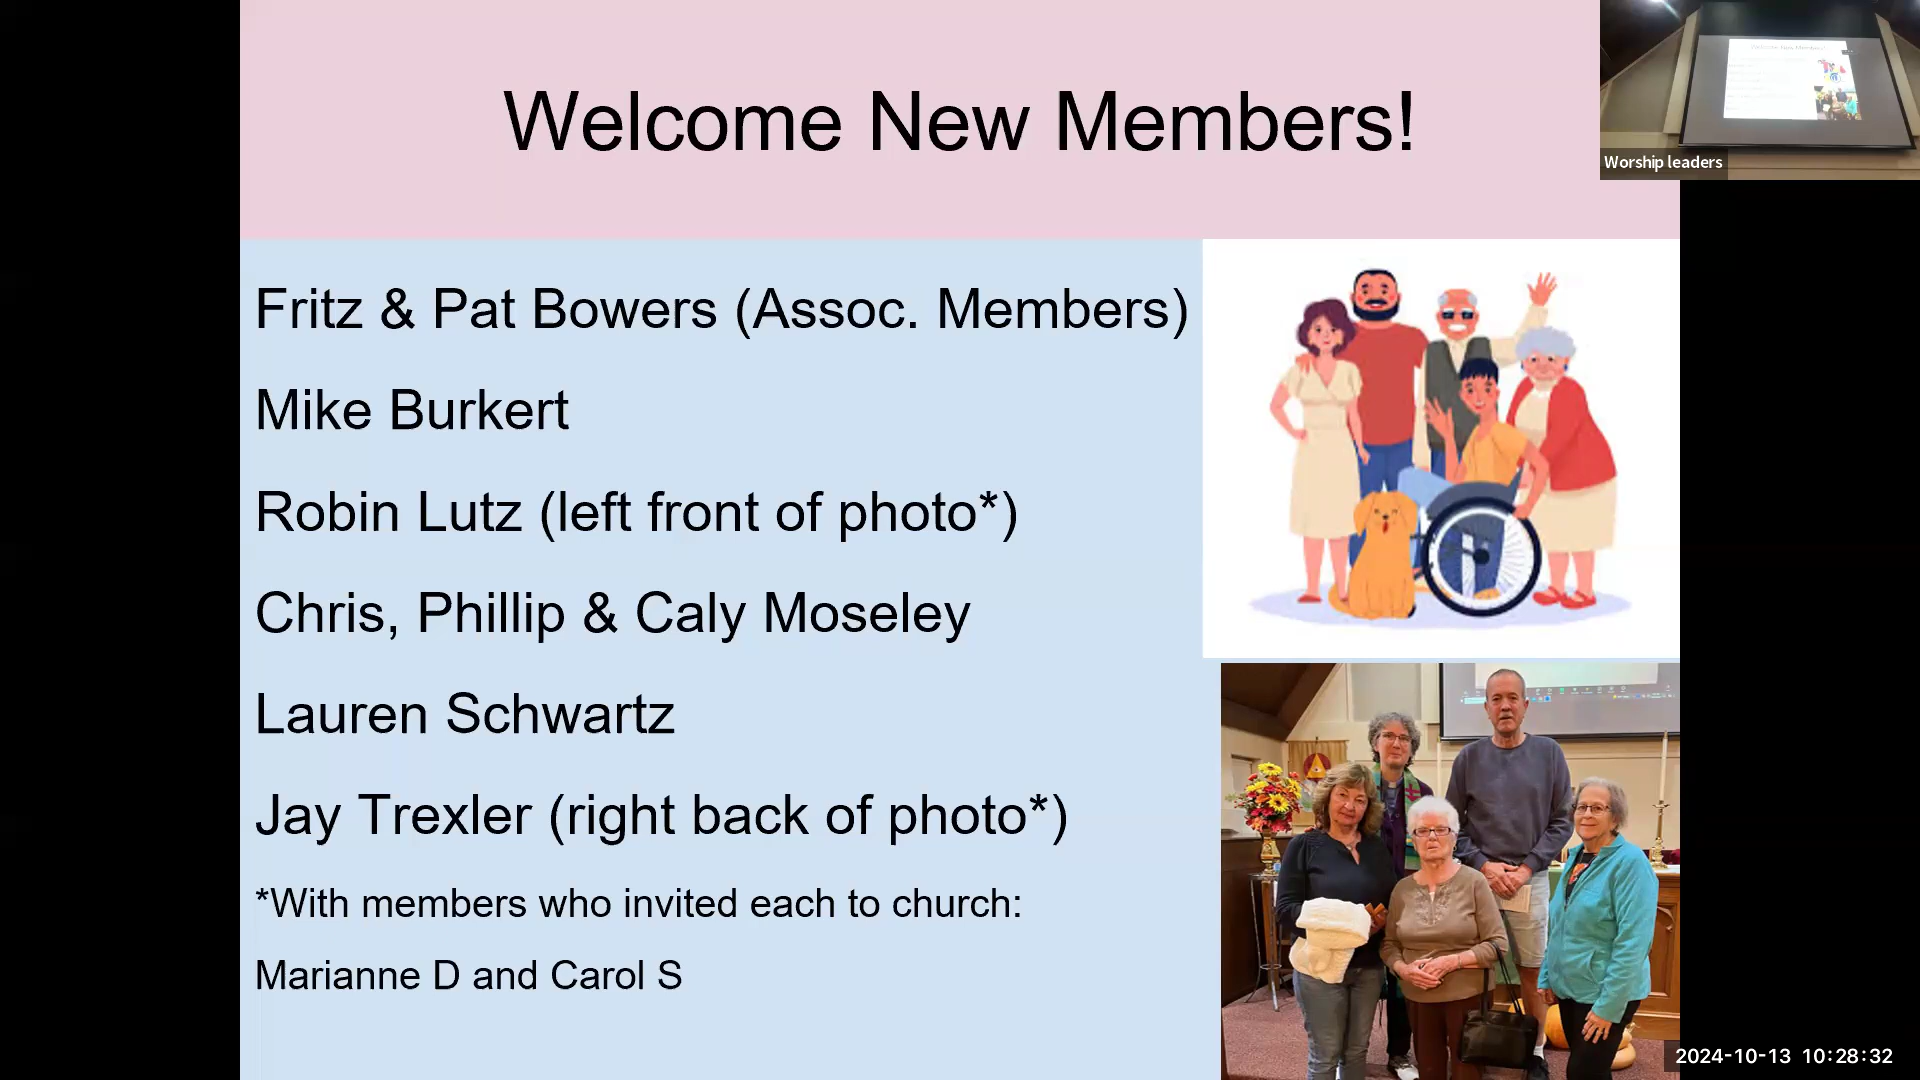 Welcome New Members!
Worship leaders
Fritz & Pat Bowers (Assoc. Members)
Mike Burkert
Robin Lutz (left front of photo*)
Chris, Phillip & Caly Moseley
Lauren Schwartz
Jay Trexler (right back of photo*)
*With members who invited each to church:
Marianne D and Carol S
2024-10-13 10:28:32